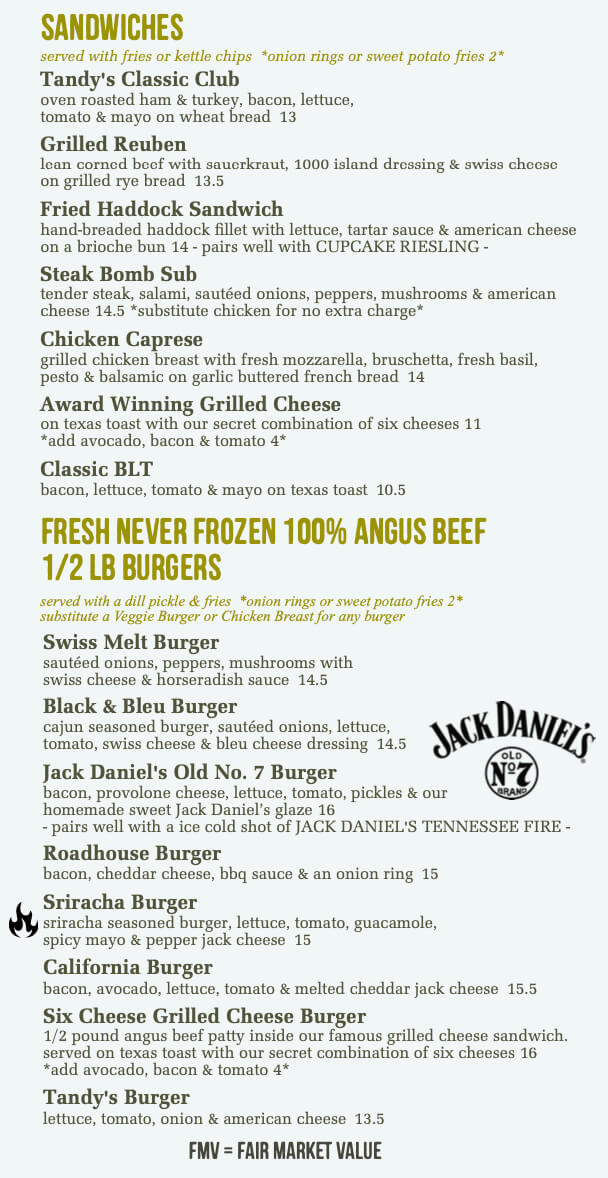 SANDWICHES
served with fries or kettle chips *onion rings or sweet potato fries 2*
Tandy's Classic Club
oven roasted ham & turkey, bacon, lettuce,
tomato & mayo on wheat bread 13
Grilled Reuben
lean corned beef with sauerkraut, 1000 island dressing & swiss cheese
on grilled rye bread 13.5
Fried Haddock Sandwich
hand-breaded haddock fillet with lettuce, tartar sauce & american cheese
on a brioche bun 14 - pairs well with CUPCAKE RIESLING -
Steak Bomb Sub
tender steak, salami, sautéed onions, peppers, mushrooms & american
cheese 14.5 *substitute chicken for no extra charge*
Chicken Caprese
grilled chicken breast with fresh mozzarella, bruschetta, fresh basil,
pesto & balsamic on garlic buttered french bread 14
Award Winning Grilled Cheese
on texas toast with our secret combination of six cheeses 11
*add avocado, bacon & tomato 4*
Classic BLT
bacon, lettuce, tomato & mayo on texas toast 10.5
FRESH NEVER FROZEN 100% ANGUS BEEF
1/2 LB BURGERS
served with a dill pickle & fries *onion rings or sweet potato fries 2*
substitute a Veggie Burger or Chicken Breast for any burger
Swiss Melt Burger
sautéed onions, peppers, mushrooms with
swiss cheese & horseradish sauce 14.5
Black & Bleu Burger
cajun seasoned burger, sautéed onions, lettuce,
tomato, swiss cheese & bleu cheese dressing 14.5
JACK DANIEL'S
OLD
Nº7
BRAND
Jack Daniel's Old No. 7 Burger
bacon, provolone cheese, lettuce, tomato, pickles & our
homemade sweet Jack Daniel's glaze 16
- pairs well with a ice cold shot of JACK DANIEL'S TENNESSEE FIRE -
Roadhouse Burger
bacon, cheddar cheese, bbq sauce & an onion ring 15
Sriracha Burger
sriracha seasoned burger, lettuce, tomato, guacamole,
spicy mayo & pepper jack cheese 15
California Burger
bacon, avocado, lettuce, tomato & melted cheddar jack cheese 15.5
Six Cheese Grilled Cheese Burger
1/2 pound angus beef patty inside our famous grilled cheese sandwich.
served on texas toast with our secret combination of six cheeses 16
*add avocado, bacon & tomato 4*
Tandy's Burger
lettuce, tomato, onion & american cheese 13.5
FMV = FAIR MARKET VALUE